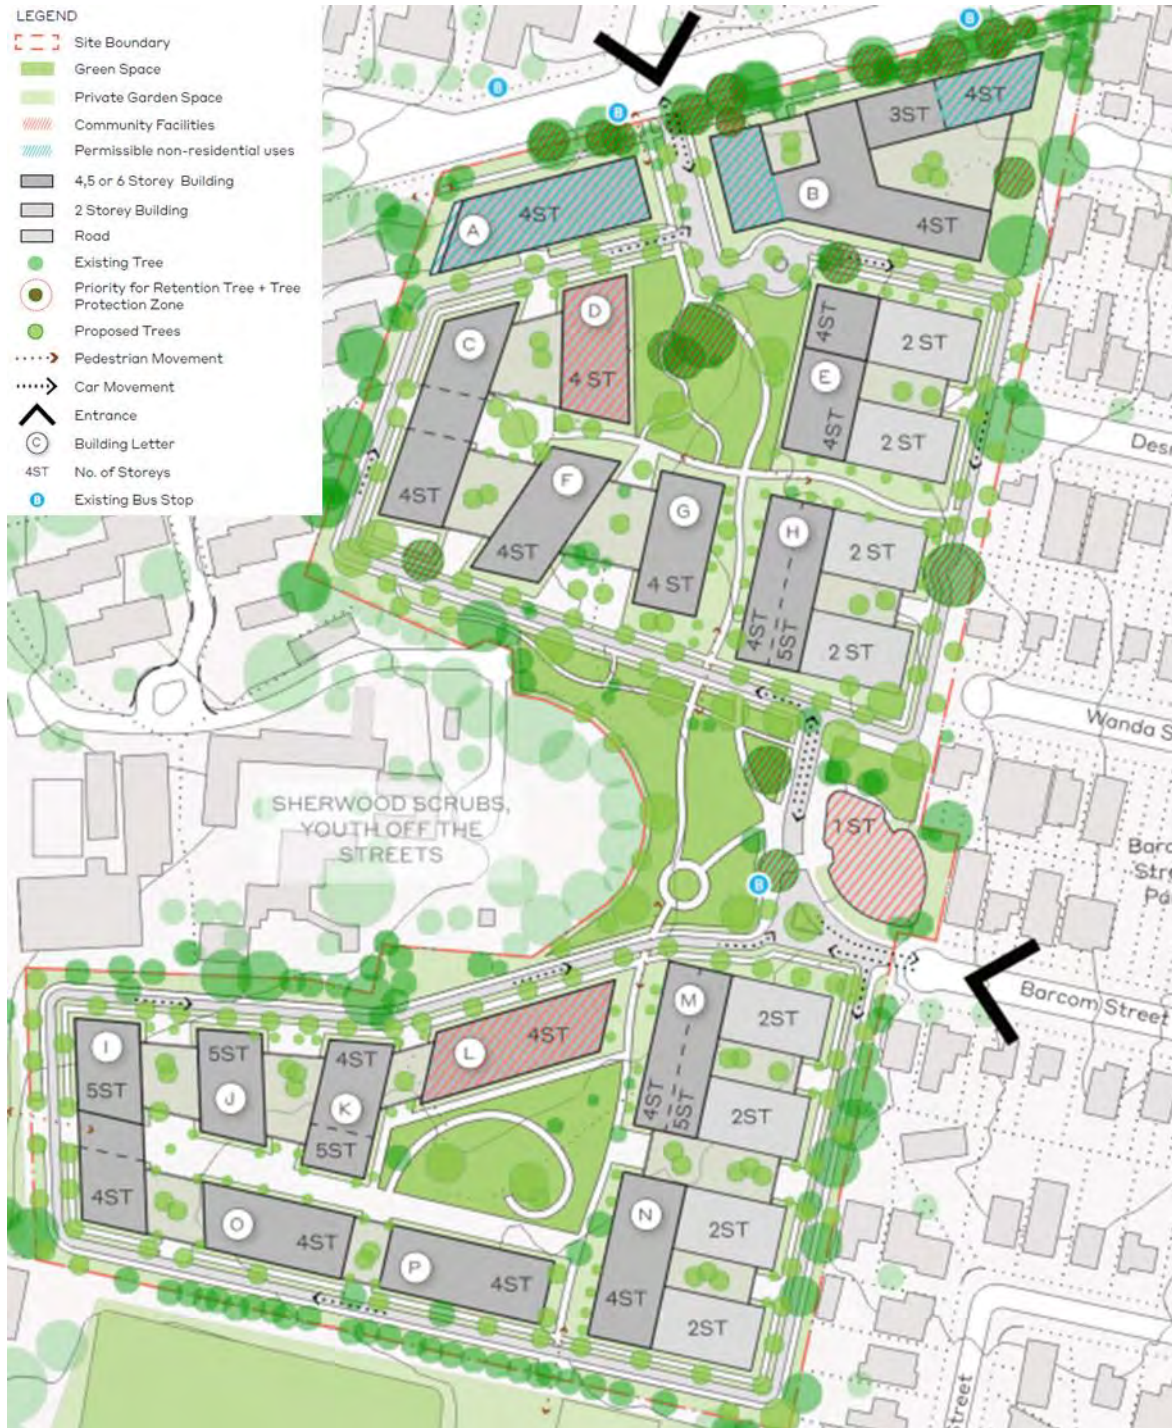 LEGEND
Site Boundary
Green Space
Private Garden Space
Community Facilities
Permissible non-residential uses
4,5 or 6 Storey Building
2 Storey Building
Road
Existing Tree
Priority for Retention Tree + Tree
Protection Zone
Proposed Trees
Pedestrian Movement
Car Movement
Entrance
C
Building Letter
4ST
No. of Storeys
B
Existing Bus Stop
B
B
B
3ST
4ST
A
4ST
B
4ST
D
4 ST
C
4ST
4ST
E
4ST
2 ST
2 ST
F
4ST
G
4 ST
H
4ST
5ST
2 ST
2 ST
Wanda S
SHERWOOD SCRUBS,
YOUTH OFF THE
STREETS
1 ST
B
Barcom Street
I
5ST
4ST
5ST
J
4ST
K
5ST
L
4ST
M
4ST
5ST
2ST
2ST
N
4ST
2ST
2ST
O
4ST
P
4ST